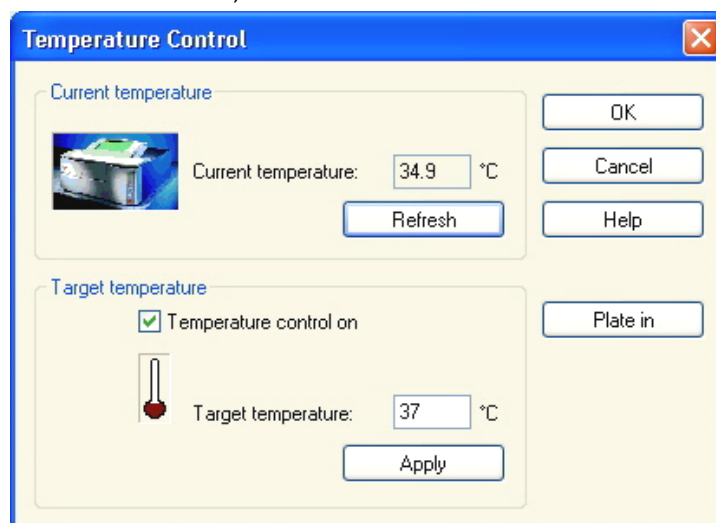 Temperature Control
Current temperature
OK
Current temperature: 34.9 °C
Cancel
Refresh
Help
Target temperature
Temperature control on
Plate in
Target temperature: 37 °C
Apply